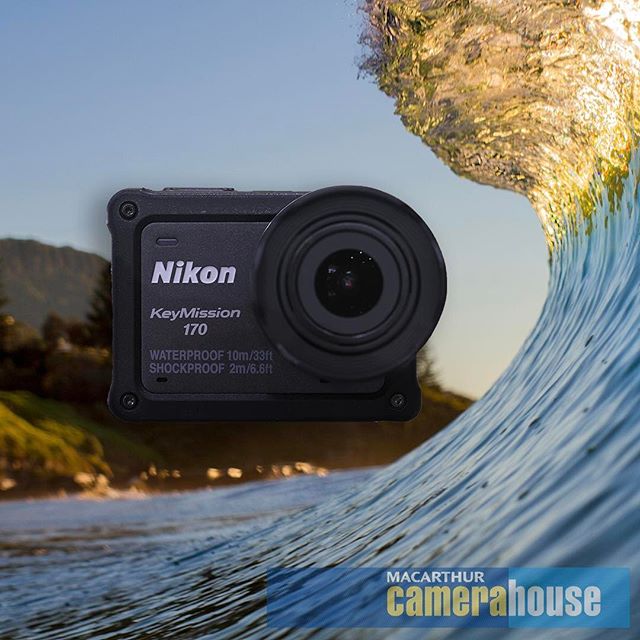 Nikon
KeyMission
170
WATERPROOF 10m/33ft
SHOCKPROOF 2m/6.6ft
MACARTHUR
camerahouse